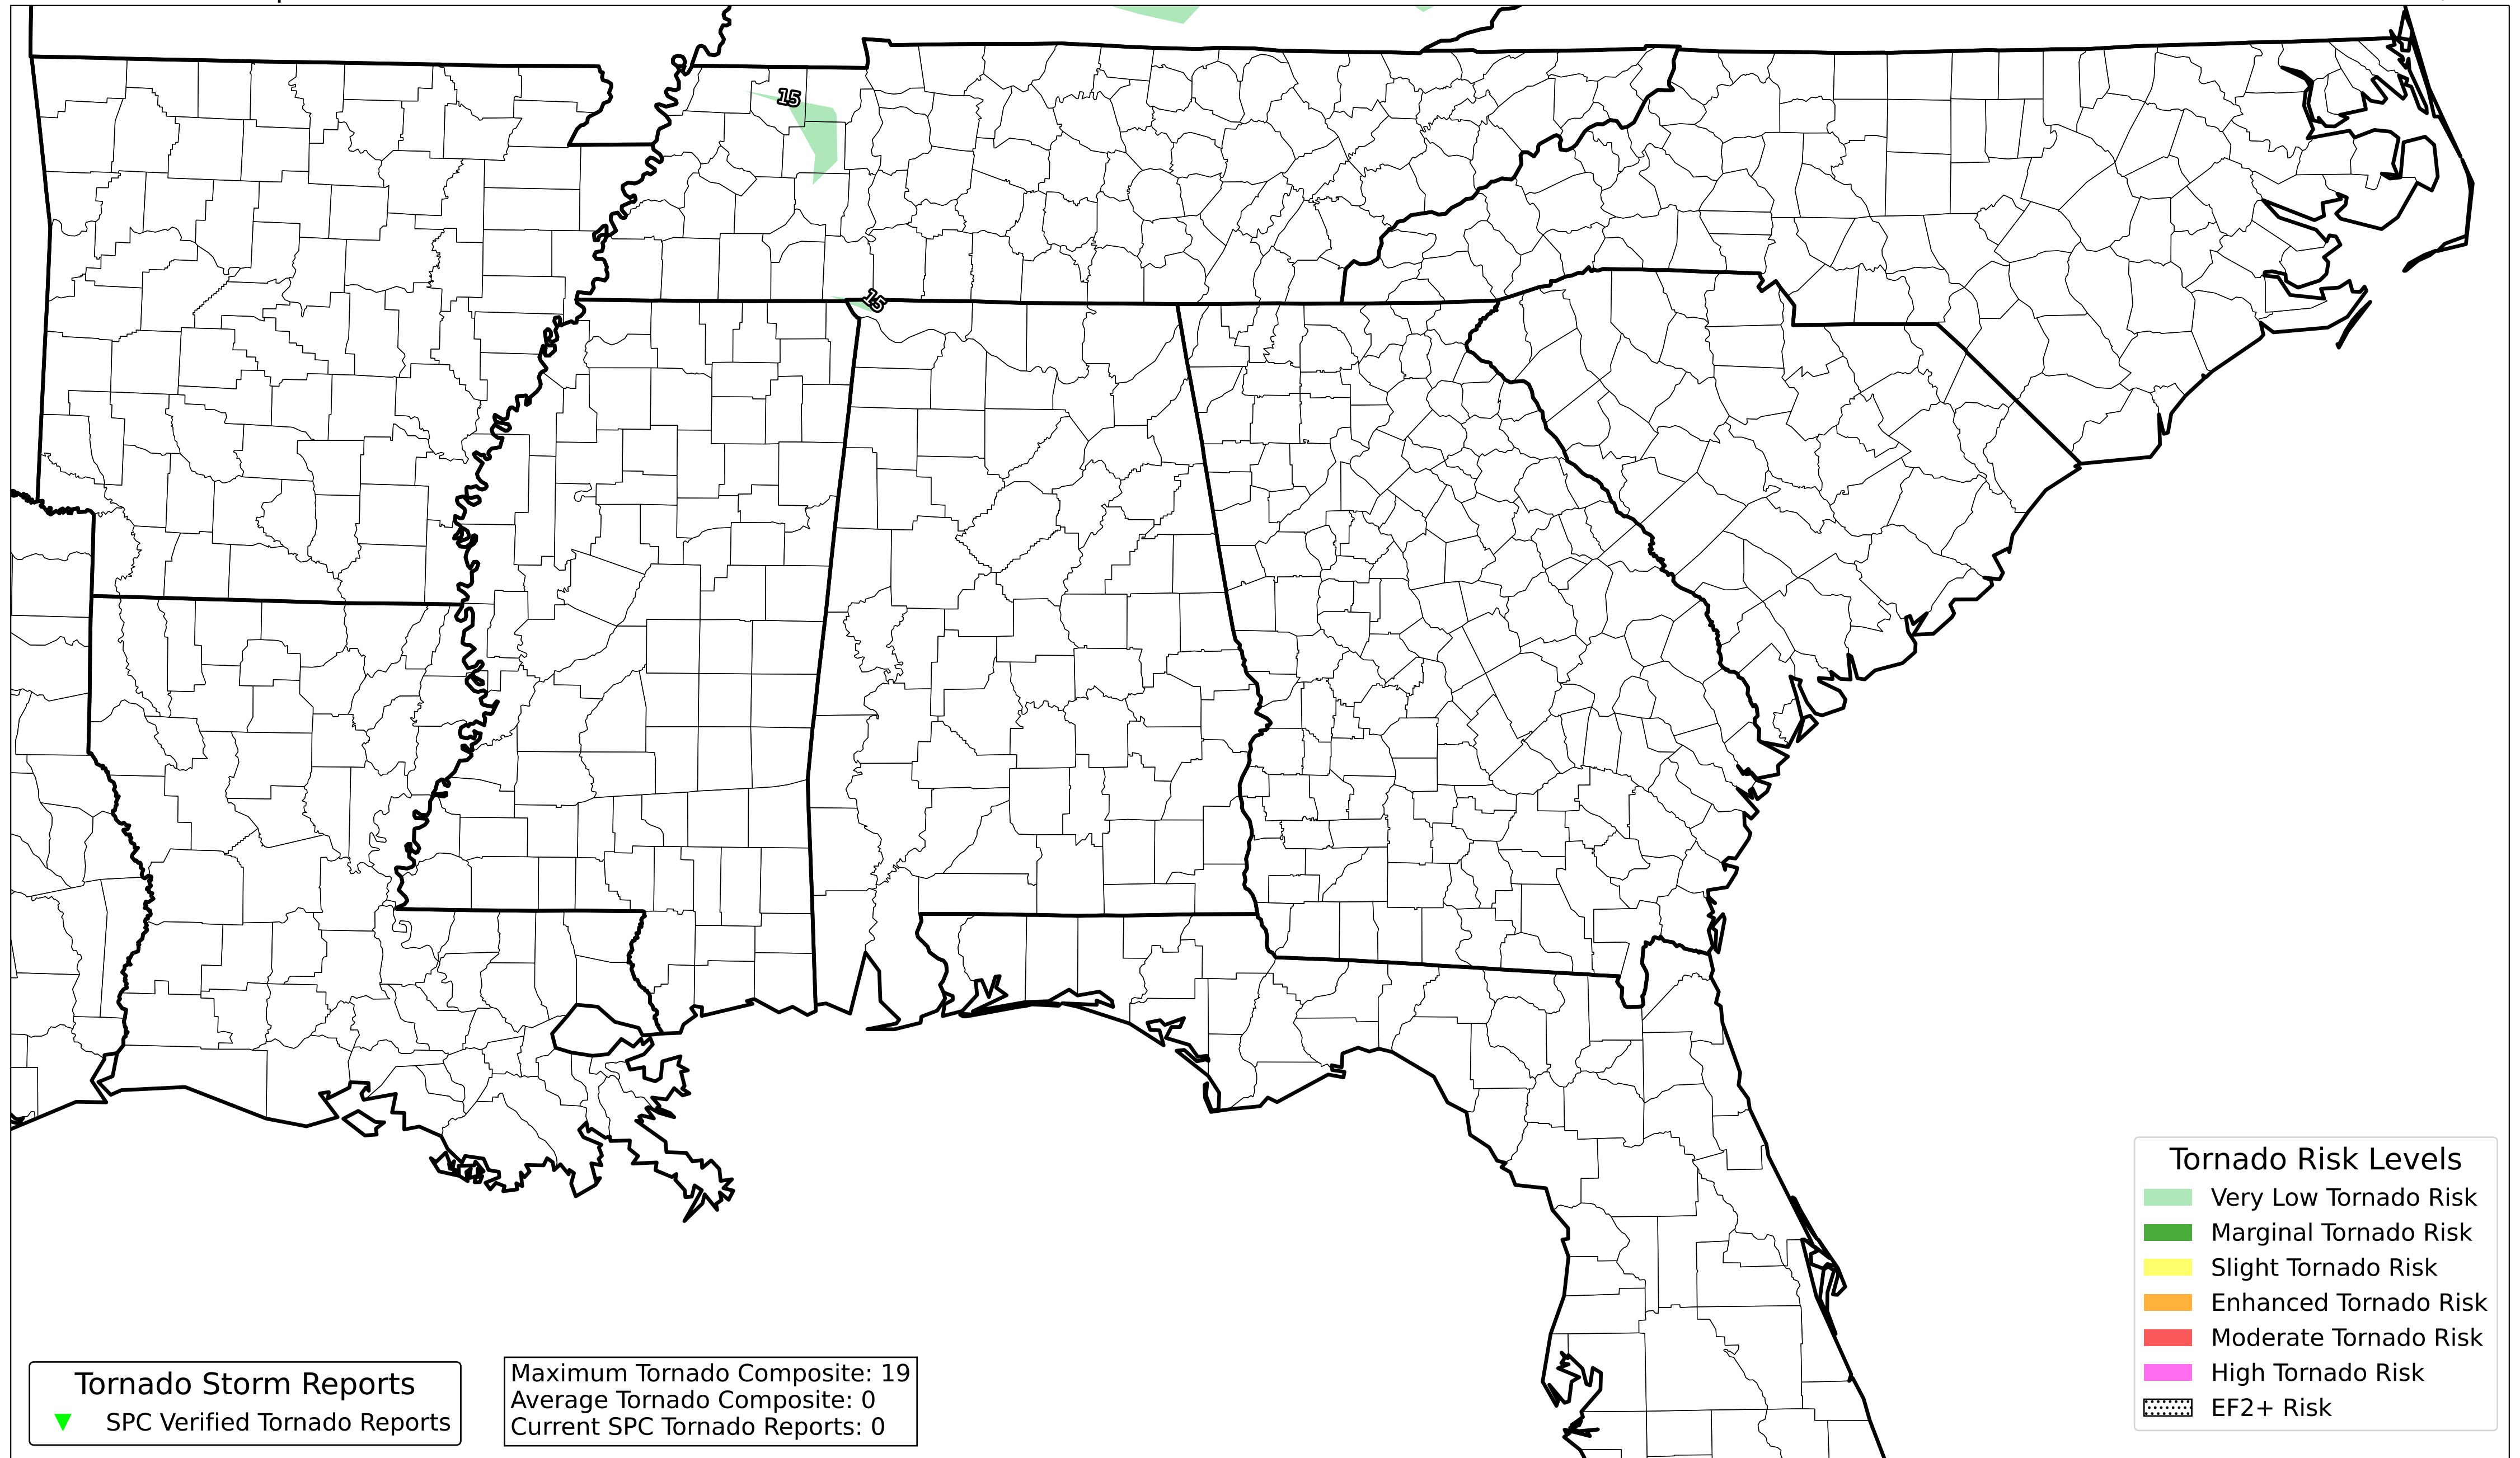 15
15
Tornado Risk Levels
Very Low Tornado Risk
Marginal Tornado Risk
Slight Tornado Risk
Enhanced Tornado Risk
Moderate Tornado Risk
High Tornado Risk
EF2+ Risk
Tornado Storm Reports
SPC Verified Tornado Reports
Maximum Tornado Composite: 19
Average Tornado Composite: 0
Current SPC Tornado Reports: 0